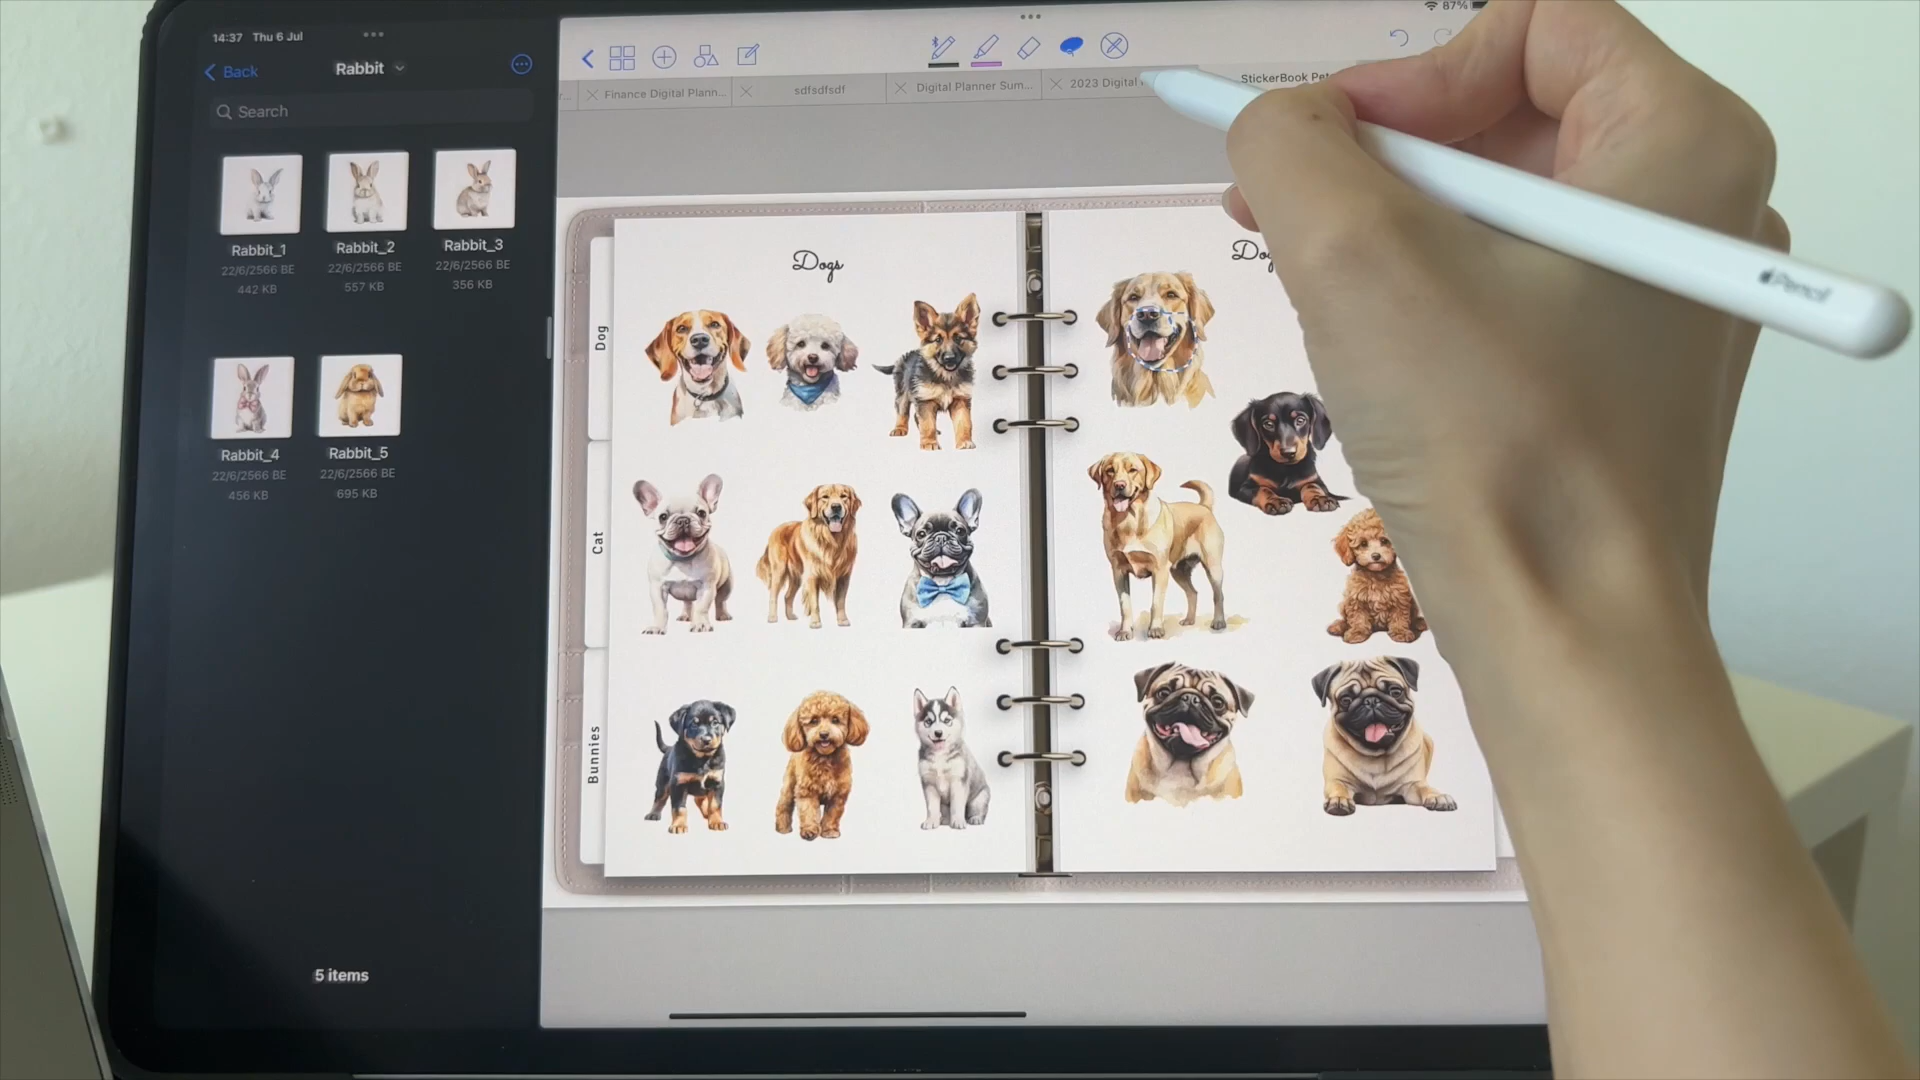 14:37 Thu 6 Jul
87%
Back
Rabbit
Search
Rabbit_1
22/6/2566 BE
442 KB
Rabbit_2
22/6/2566 BE
557 KB
Rabbit_3
22/6/2566 BE
356 KB
Rabbit_4
22/6/2566 BE
456 KB
Rabbit_5
22/6/2566 BE
695 KB
5 items
Finance Digital Plann...
sdfsdfsdf
Digital Planner Sum...
2023 Digital
StickerBook
Dogs
Dog
Cat
Bunnies
Pencil